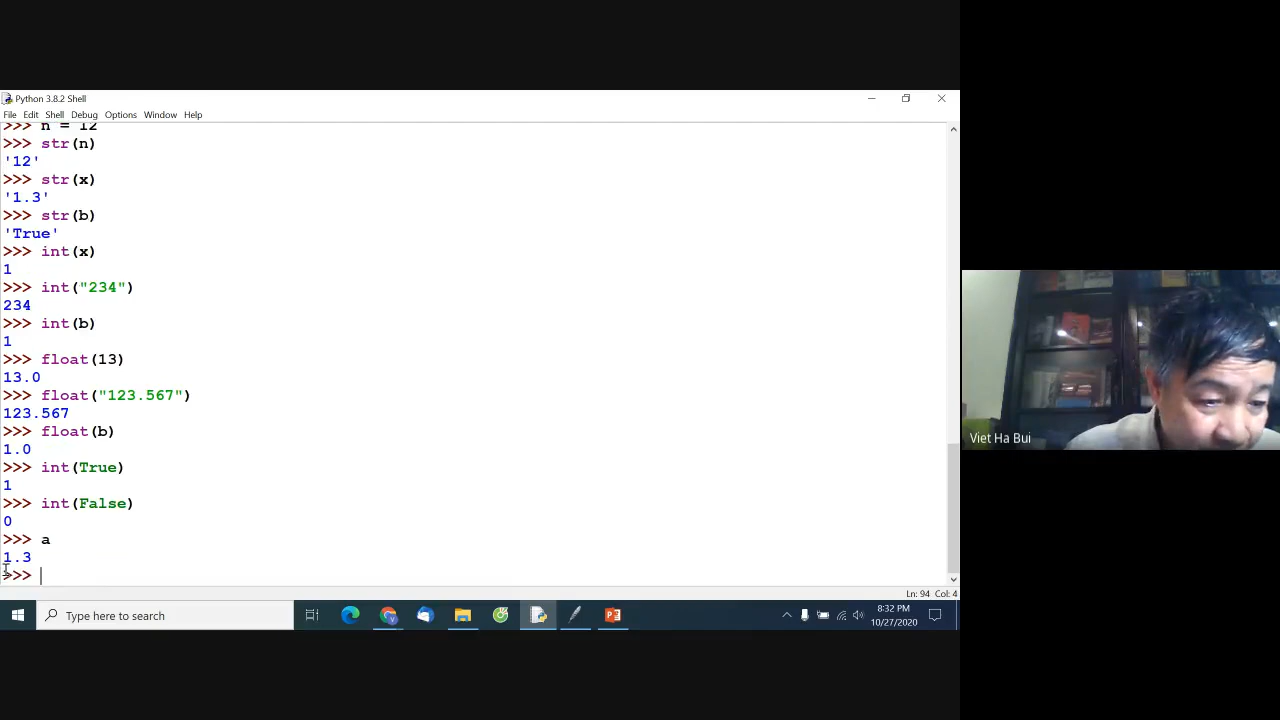 Python 3.8.2 Shell
File Edit Shell Debug Options Window Help
>>> n = 12
>>> str(n)
'12'
>>> str(x)
'1.3'
>>> str(b)
'True'
>>> int(x)
1
>>> int("234")
234
>>> int(b)
1
>>> float(13)
13.0
>>> float("123.567")
123.567
>>> float(b)
1.0
>>> int(True)
1
>>> int(False)
0
>>> a
1.3
>>>
Viet Ha Bui
Ln: 94 Col: 4
Type here to search
8:32 PM
10/27/2020